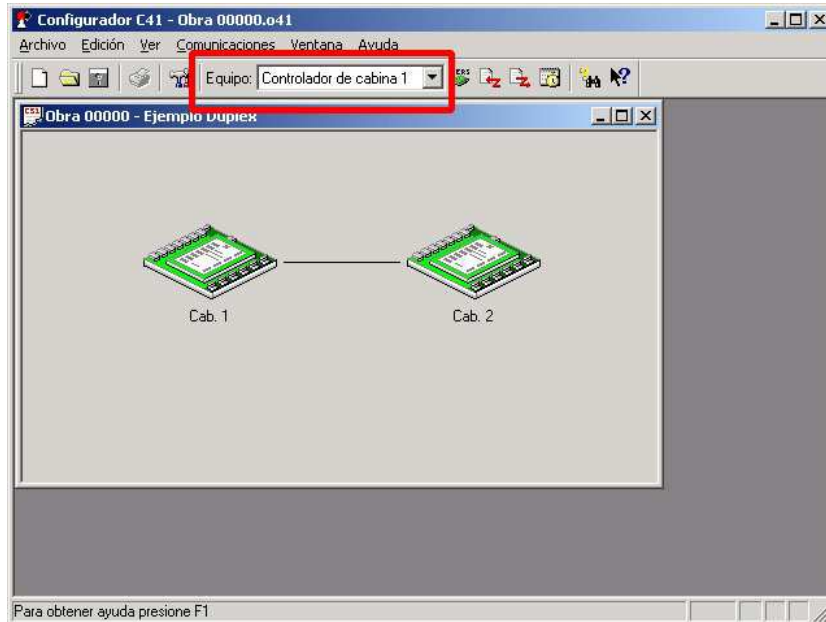 Configurador C41 - Obra 00000.o41
Archivo Edición Ver Comunicaciones Ventana Ayuda
Equipo: Controlador de cabina 1
Obra 00000 - Ejemplo Duplex
Cab. 1 Cab. 2
Para obtener ayuda presione F1